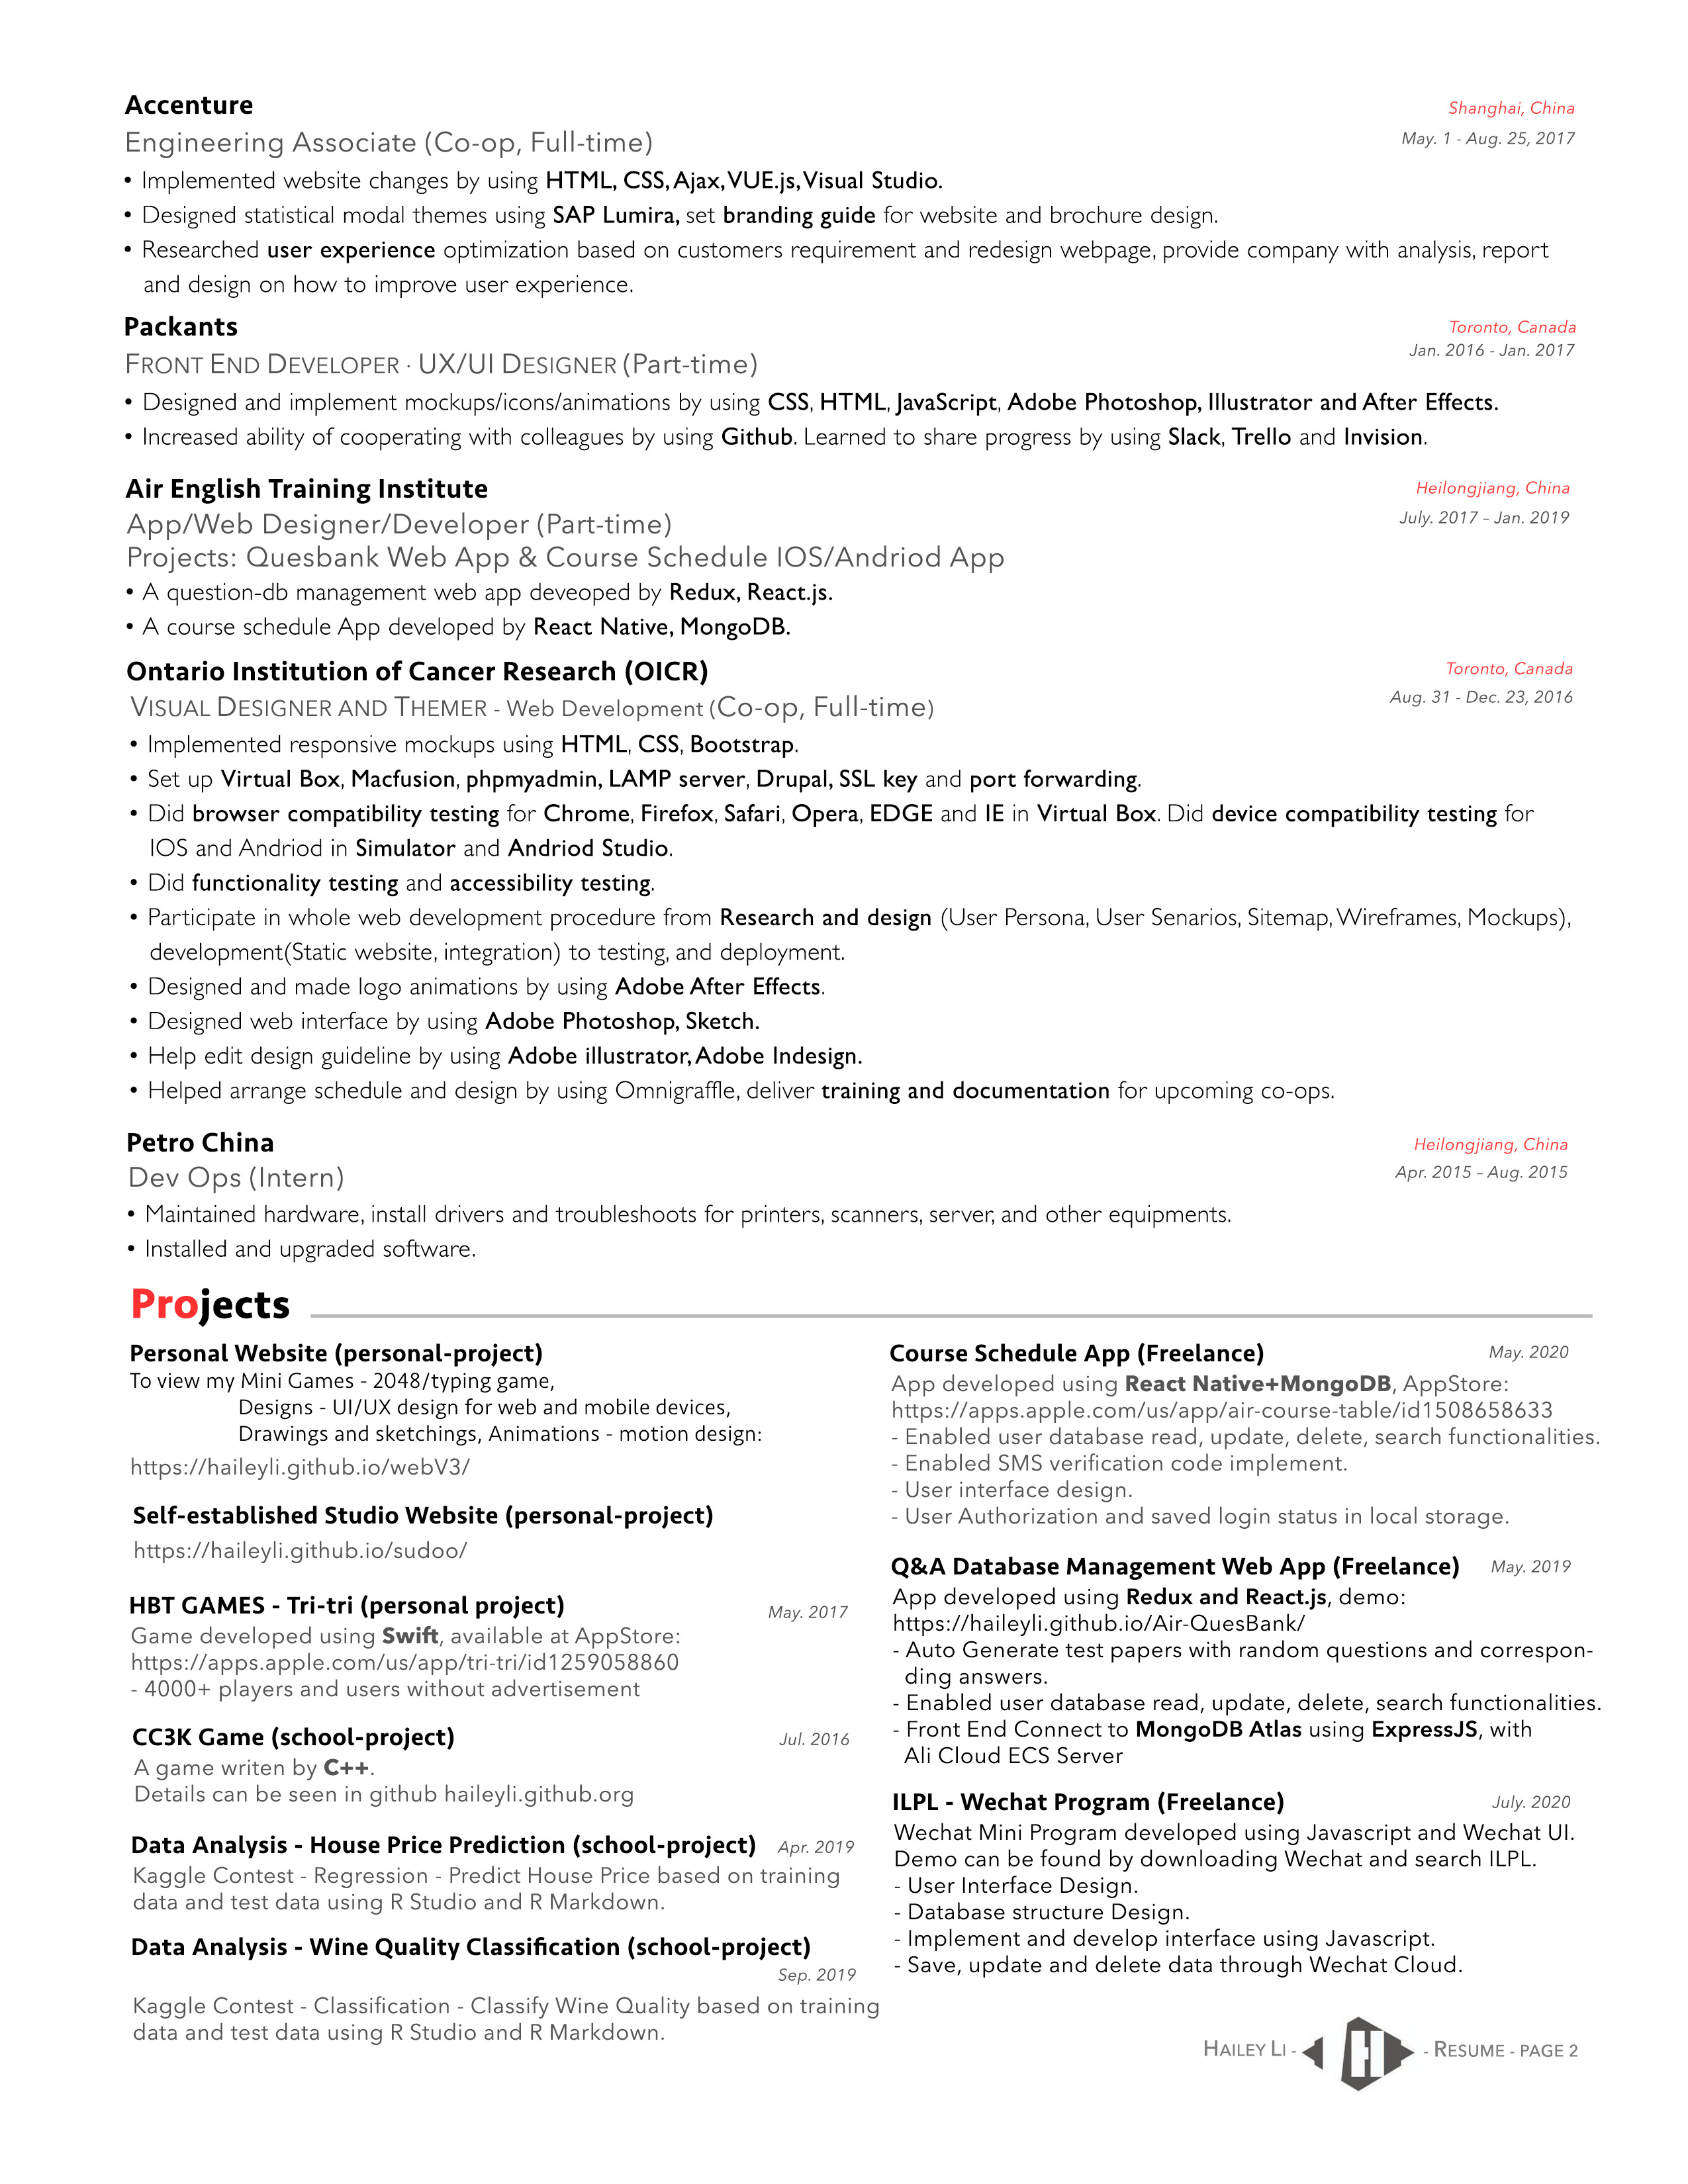 Accenture
Shanghai, China
Engineering Associate (Co-op, Full-time)
May. 1 - Aug. 25, 2017
• Implemented website changes by using HTML, CSS, Ajax, VUE.js, Visual Studio.
• Designed statistical modal themes using SAP Lumira, set branding guide for website and brochure design.
• Researched user experience optimization based on customers requirement and redesign webpage, provide company with analysis, report
and design on how to improve user experience.
Packants
Toronto, Canada
Jan. 2016 - Jan. 2017
FRONT END DEVELOPER · UX/UI DESIGNER (Part-time)
• Designed and implement mockups/icons/animations by using CSS, HTML, JavaScript, Adobe Photoshop, Illustrator and After Effects.
• Increased ability of cooperating with colleagues by using Github. Learned to share progress by using Slack, Trello and Invision.
Air English Training Institute
Heilongjiang, China
App/Web Designer/Developer (Part-time)
July. 2017 – Jan. 2019
Projects: Quesbank Web App & Course Schedule IOS/Andriod App
• A question-db management web app deveoped by Redux, React.js.
• A course schedule App developed by React Native, MongoDB.
Ontario Institution of Cancer Research (OICR)
Toronto, Canada
VISUAL DESIGNER AND THEMER - Web Development (Co-op, Full-time)
Aug. 31 - Dec. 23, 2016
• Implemented responsive mockups using HTML, CSS, Bootstrap.
• Set up Virtual Box, Macfusion, phpmyadmin, LAMP server, Drupal, SSL key and port forwarding.
• Did browser compatibility testing for Chrome, Firefox, Safari, Opera, EDGE and IE in Virtual Box. Did device compatibility testing for
IOS and Andriod in Simulator and Andriod Studio.
• Did functionality testing and accessibility testing.
• Participate in whole web development procedure from Research and design (User Persona, User Senarios, Sitemap, Wireframes, Mockups),
development(Static website, integration) to testing, and deployment.
• Designed and made logo animations by using Adobe After Effects.
• Designed web interface by using Adobe Photoshop, Sketch.
• Help edit design guideline by using Adobe illustrator, Adobe Indesign.
• Helped arrange schedule and design by using Omnigraffle, deliver training and documentation for upcoming co-ops.
Petro China
Heilongjiang, China
Dev Ops (Intern)
Apr. 2015 – Aug. 2015
• Maintained hardware, install drivers and troubleshoots for printers, scanners, server, and other equipments.
• Installed and upgraded software.
Projects
Personal Website (personal-project)
To view my Mini Games - 2048/typing game,
Designs - UI/UX design for web and mobile devices,
Drawings and sketchings, Animations - motion design:
https://haileyli.github.io/webV3/
Self-established Studio Website (personal-project)
https://haileyli.github.io/sudoo/
HBT GAMES - Tri-tri (personal project)
May. 2017
Game developed using Swift, available at AppStore:
https://apps.apple.com/us/app/tri-tri/id1259058860
- 4000+ players and users without advertisement
CC3K Game (school-project)
Jul. 2016
A game writen by C++.
Details can be seen in github haileyli.github.org
Data Analysis - House Price Prediction (school-project)
Apr. 2019
Kaggle Contest - Regression - Predict House Price based on training
data and test data using R Studio and R Markdown.
Data Analysis - Wine Quality Classification (school-project)
Sep. 2019
Kaggle Contest - Classification - Classify Wine Quality based on training
data and test data using R Studio and R Markdown.
Course Schedule App (Freelance)
May. 2020
App developed using React Native+MongoDB, AppStore:
https://apps.apple.com/us/app/air-course-table/id1508658633
- Enabled user database read, update, delete, search functionalities.
- Enabled SMS verification code implement.
- User interface design.
- User Authorization and saved login status in local storage.
Q&A Database Management Web App (Freelance)
May. 2019
App developed using Redux and React.js, demo:
https://haileyli.github.io/Air-QuesBank/
- Auto Generate test papers with random questions and correspon-
ding answers.
- Enabled user database read, update, delete, search functionalities.
- Front End Connect to MongoDB Atlas using ExpressJS, with
Ali Cloud ECS Server
ILPL - Wechat Program (Freelance)
July. 2020
Wechat Mini Program developed using Javascript and Wechat UI.
Demo can be found by downloading Wechat and search ILPL.
- User Interface Design.
- Database structure Design.
- Implement and develop interface using Javascript.
- Save, update and delete data through Wechat Cloud.
HAILEY LI - H - RESUME - PAGE 2